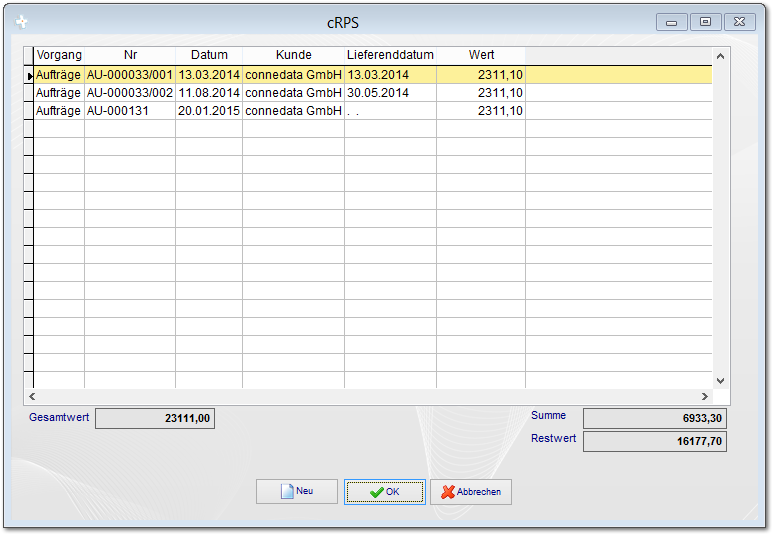 cRPS
Vorgang Nr Datum Kunde Lieferenddatum Wert
Aufträge AU-000033/001 13.03.2014 connedata GmbH 13.03.2014 2311,10
Aufträge AU-000033/002 11.08.2014 connedata GmbH 30.05.2014 2311,10
Aufträge AU-000131 20.01.2015 connedata GmbH . . 2311,10
Gesamtwert 23111,00 Summe 6933,30
Restwert 16177,70
Neu OK Abbrechen